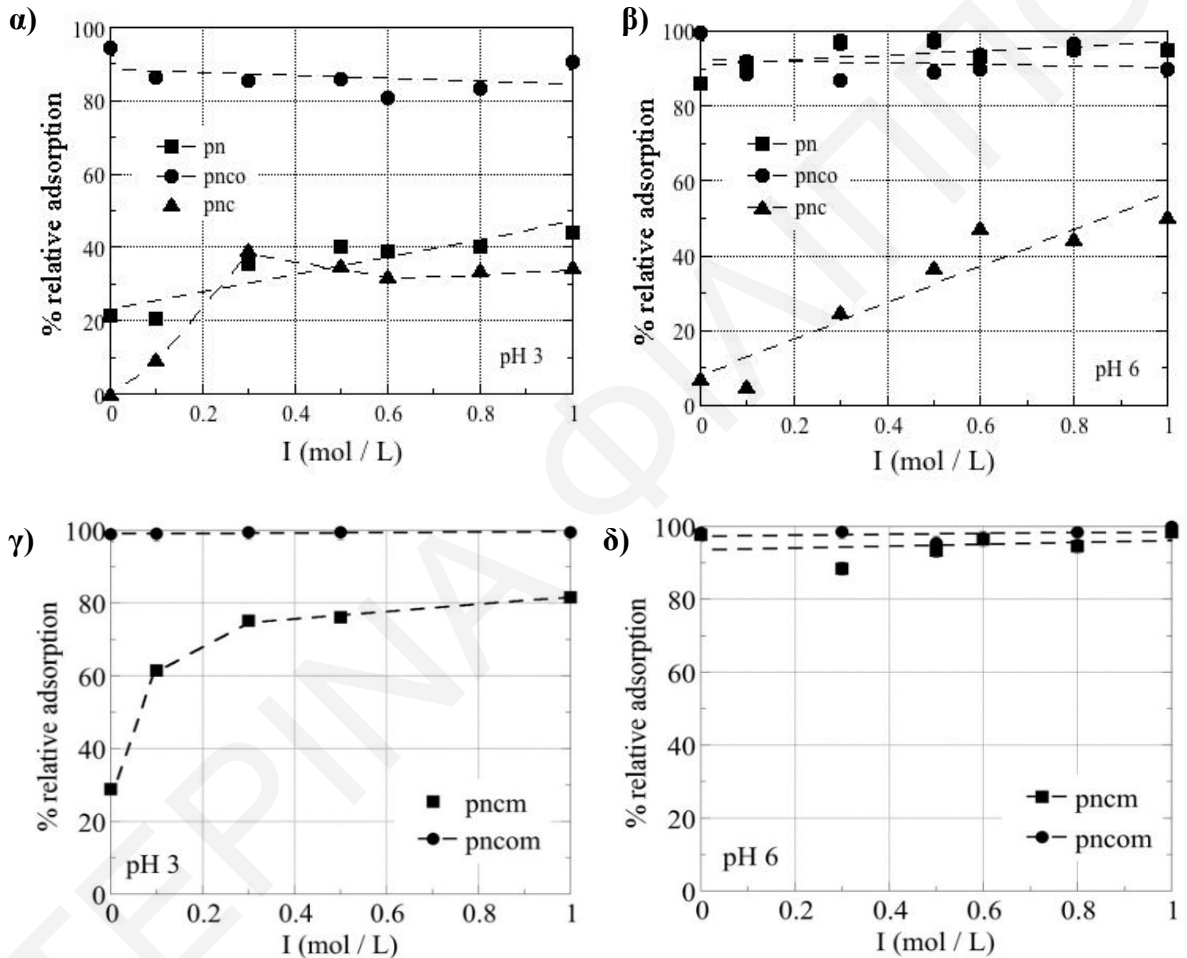 α)
100
80
60
40
20
0
% relative adsorption
pn
pnco
pnc
pH 3
0 0.2 0.4 0.6 0.8 1
I (mol / L)
β)
100
80
60
40
20
0
% relative adsorption
pn
pnco
pnc
pH 6
0 0.2 0.4 0.6 0.8 1
I (mol / L)
γ)
100
80
60
40
20
0
% relative adsorption
pncm
pncom
pH 3
0 0.2 0.4 0.6 0.8 1
I (mol / L)
δ)
100
80
60
40
20
0
% relative adsorption
pncm
pncom
pH 6
0 0.2 0.4 0.6 0.8 1
I (mol / L)